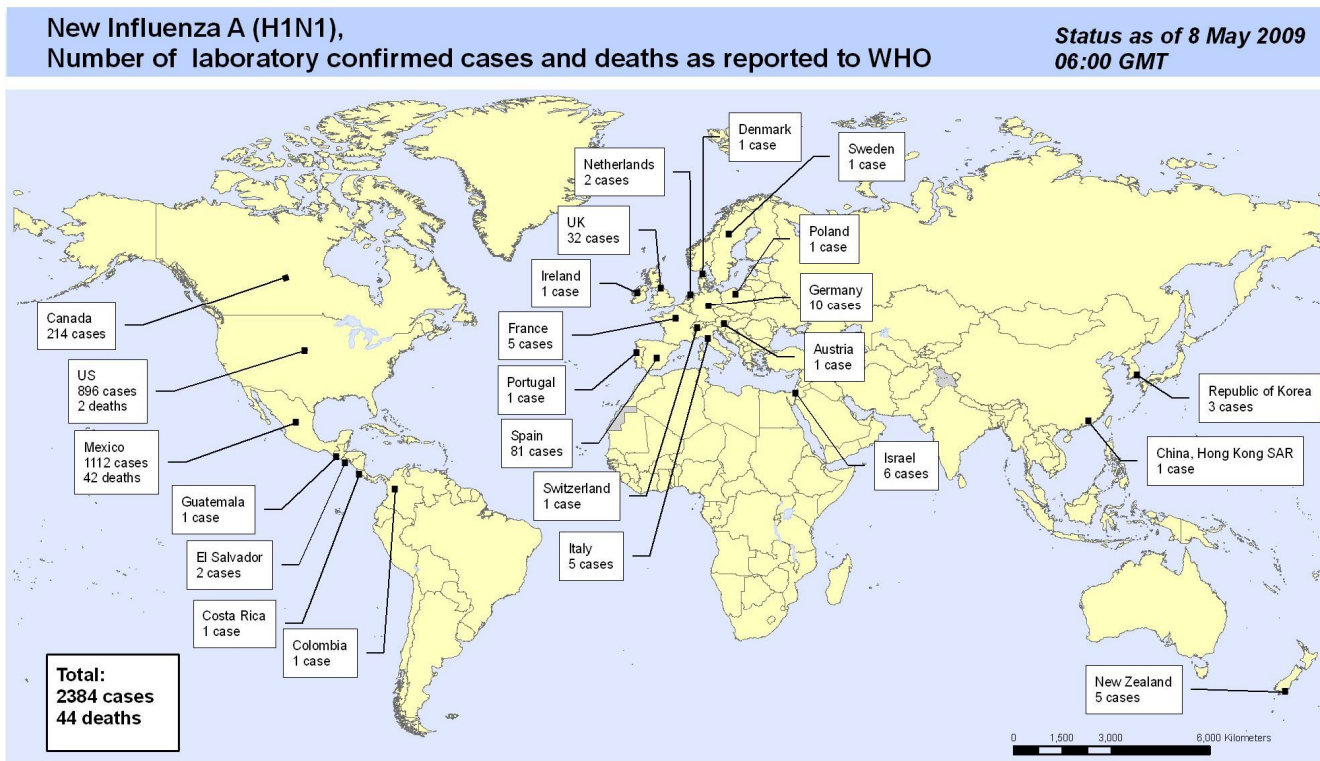 New Influenza A (H1N1),
Number of laboratory confirmed cases and deaths as reported to WHO
Status as of 8 May 2009
06:00 GMT
Denmark
1 case
Sweden
1 case
Netherlands
2 cases
UK
32 cases
Poland
1 case
Ireland
1 case
Germany
10 cases
Canada
214 cases
France
5 cases
Austria
1 case
US
896 cases
2 deaths
Portugal
1 case
Republic of Korea
3 cases
Mexico
1112 cases
42 deaths
Spain
81 cases
Israel
6 cases
China, Hong Kong SAR
1 case
Guatemala
1 case
Switzerland
1 case
El Salvador
2 cases
Italy
5 cases
Costa Rica
1 case
Colombia
1 case
Total:
2384 cases
44 deaths
New Zealand
5 cases
0 1,500 3,000 6,000 Kilometers